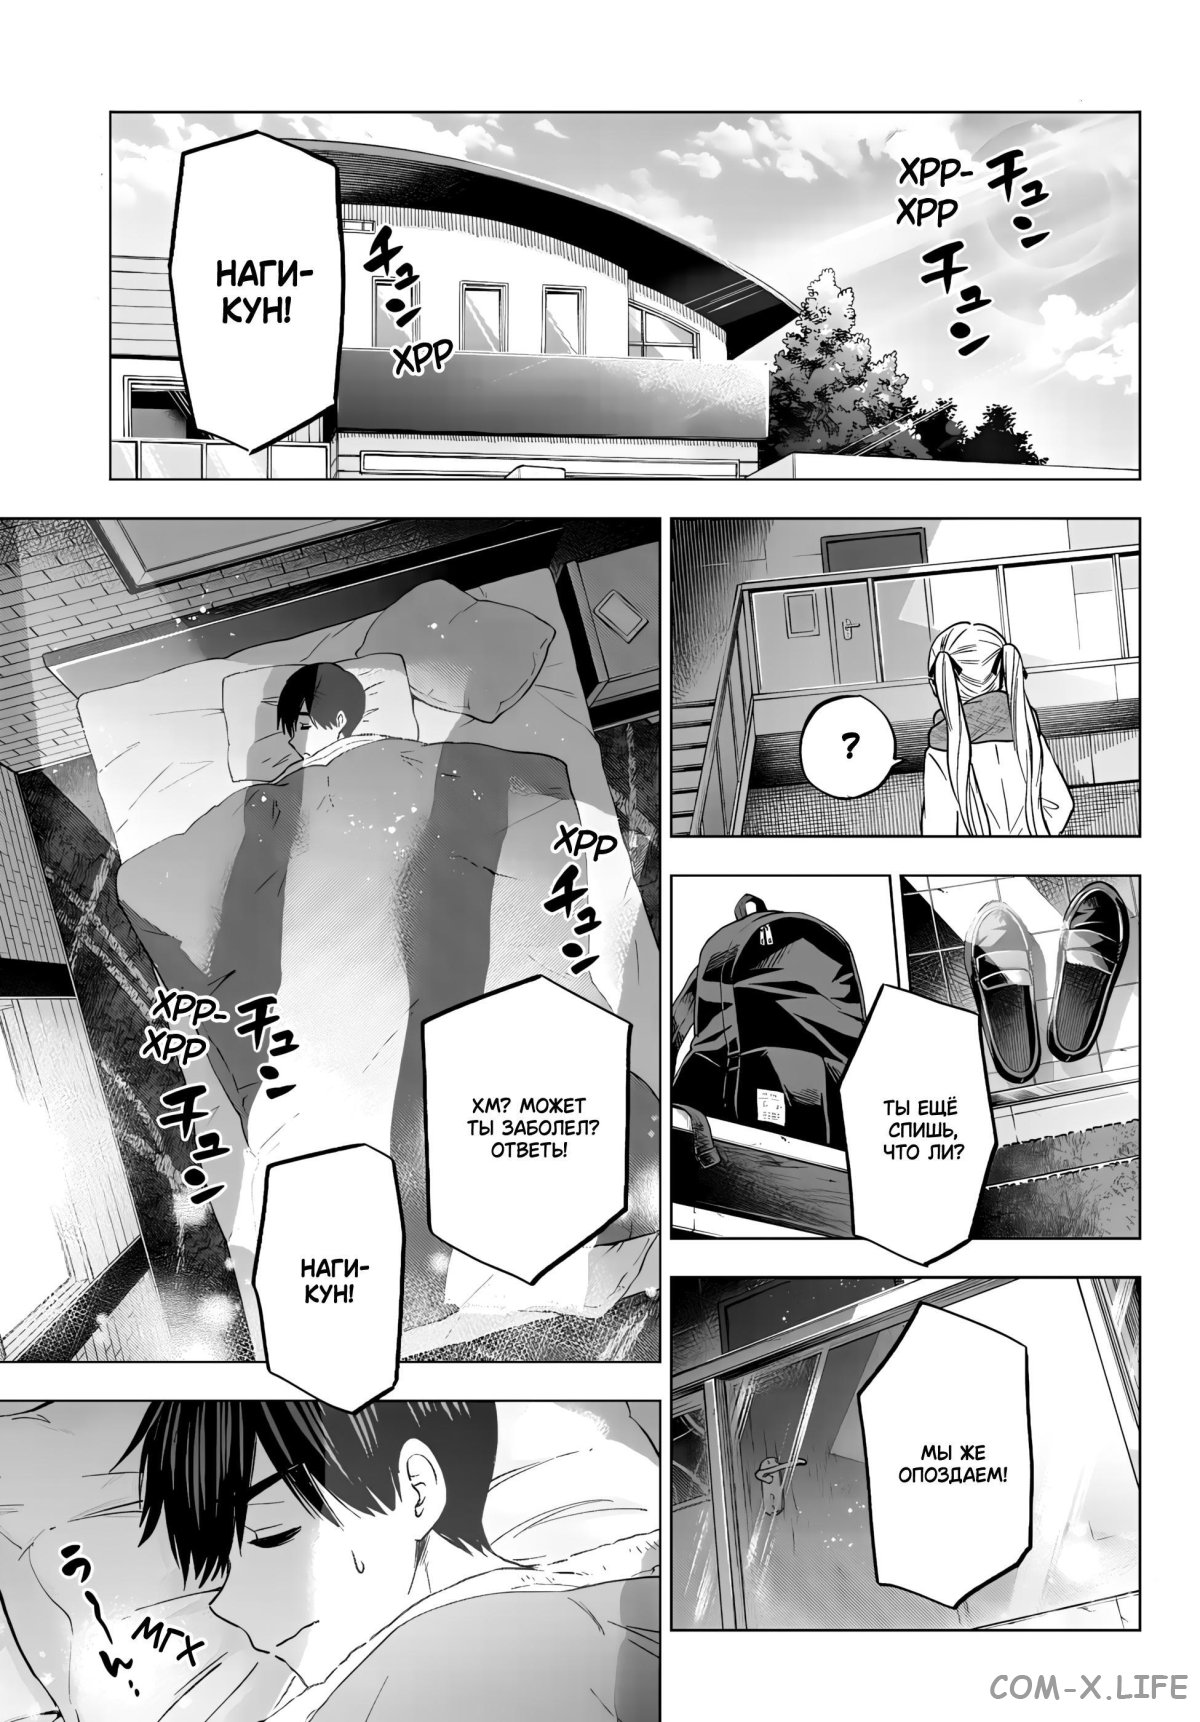 ХРР-
ХРР
チュン
チュン
НАГИ-
КУН!
チュン
ХРР
?
ТЫ ЕЩЁ
СПИШЬ,
ЧТО ЛИ?
МЫ ЖЕ
ОПОЗДАЕМ!
ХРР
チュン
ХМ? МОЖЕТ
ТЫ ЗАБОЛЕЛ?
ОТВЕТЬ!
ХРР-
ХРР
チュン
チュン
НАГИ-
КУН!
う〜ん、
МГХ
COM-X.LIFE